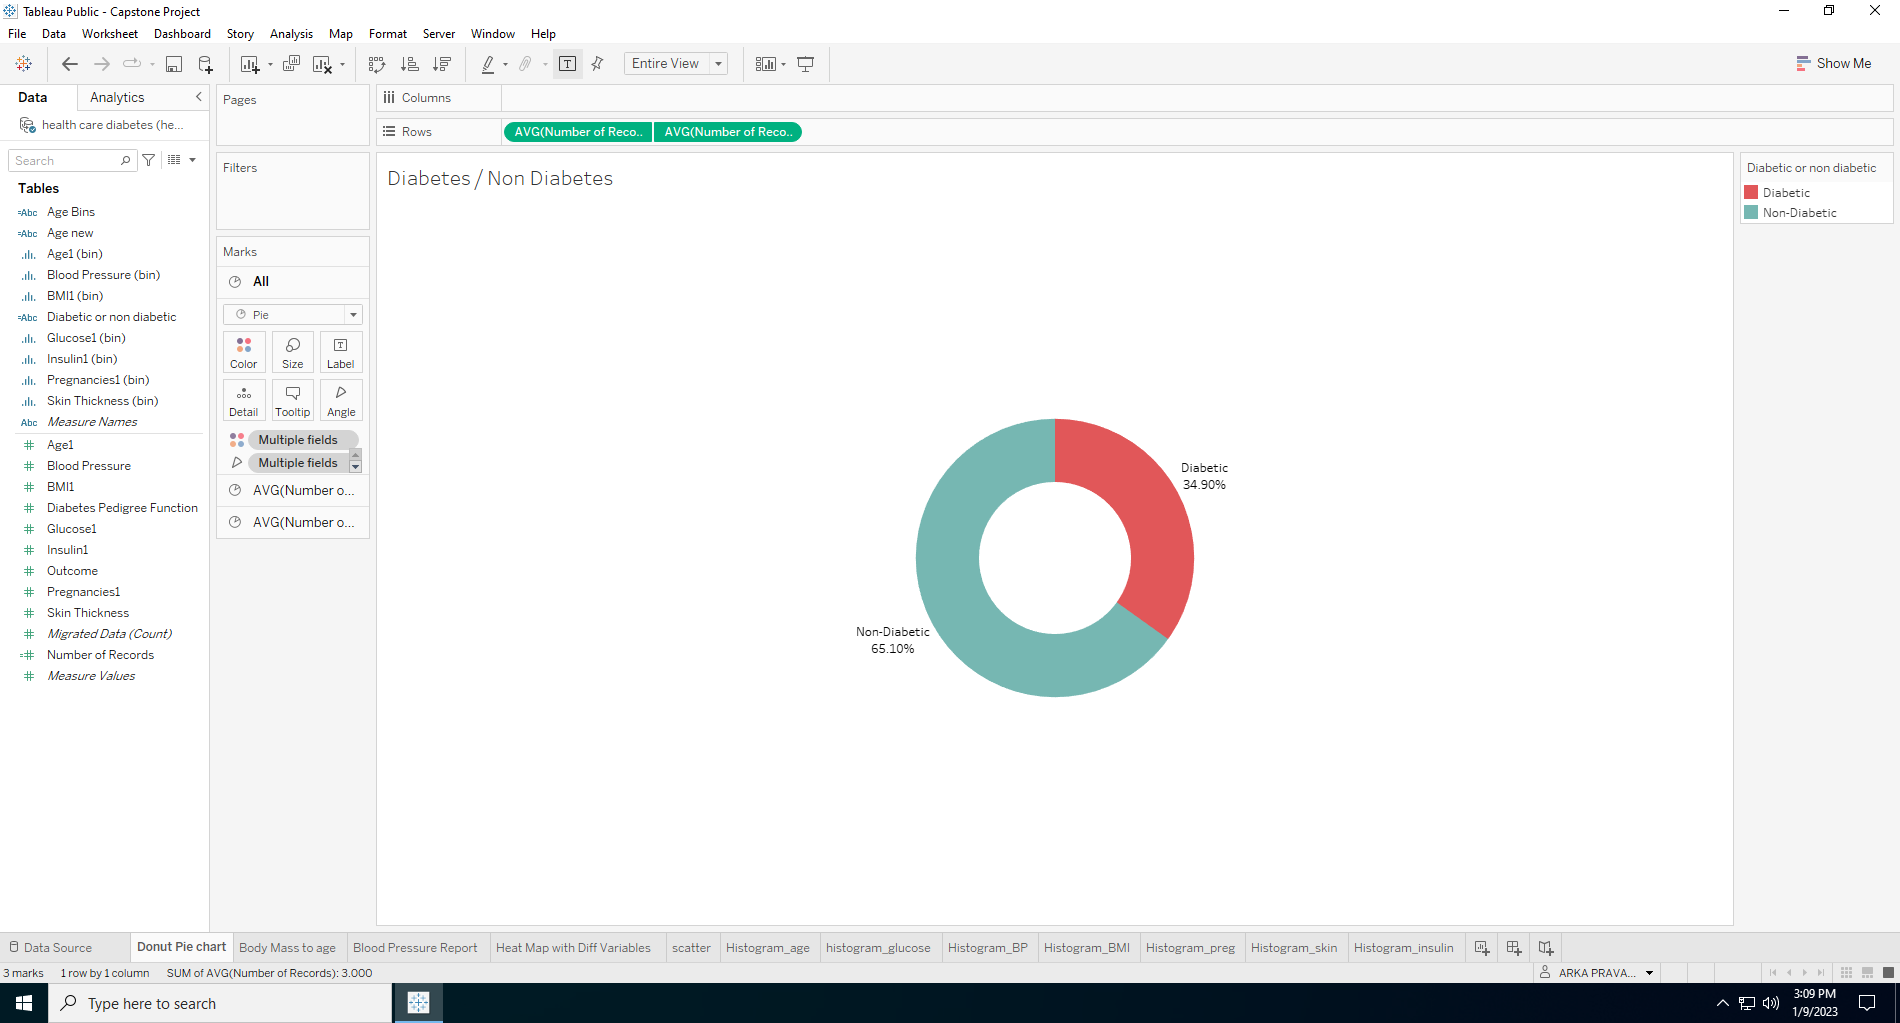 Tableau Public - Capstone Project
File Data Worksheet Dashboard Story Analysis Map Format Server Window Help
Entire View
Show Me
Data Analytics
health care diabetes (he...
Search
Tables
=Abc Age Bins
=Abc Age new
Age1 (bin)
Blood Pressure (bin)
BMI1 (bin)
=Abc Diabetic or non diabetic
Glucose1 (bin)
Insulin1 (bin)
Pregnancies1 (bin)
Skin Thickness (bin)
Abc Measure Names
# Age1
# Blood Pressure
# BMI1
# Diabetes Pedigree Function
# Glucose1
# Insulin1
# Outcome
# Pregnancies1
# Skin Thickness
# Migrated Data (Count)
=# Number of Records
# Measure Values
Pages
Filters
Marks
All
Pie
Color Size Label
Detail Tooltip Angle
Multiple fields
Multiple fields
AVG(Number o...
AVG(Number o...
Columns
Rows AVG(Number of Reco.. AVG(Number of Reco..
Diabetes / Non Diabetes
Diabetic
34.90%
Non-Diabetic
65.10%
Diabetic or non diabetic
Diabetic
Non-Diabetic
Data Source Donut Pie chart Body Mass to age Blood Pressure Report Heat Map with Diff Variables scatter Histogram_age histogram_glucose Histogram_BP Histogram_BMI Histogram_preg Histogram_skin Histogram_insulin
3 marks 1 row by 1 column SUM of AVG(Number of Records): 3.000 ARKA PRAVA...
Type here to search
3:09 PM
1/9/2023